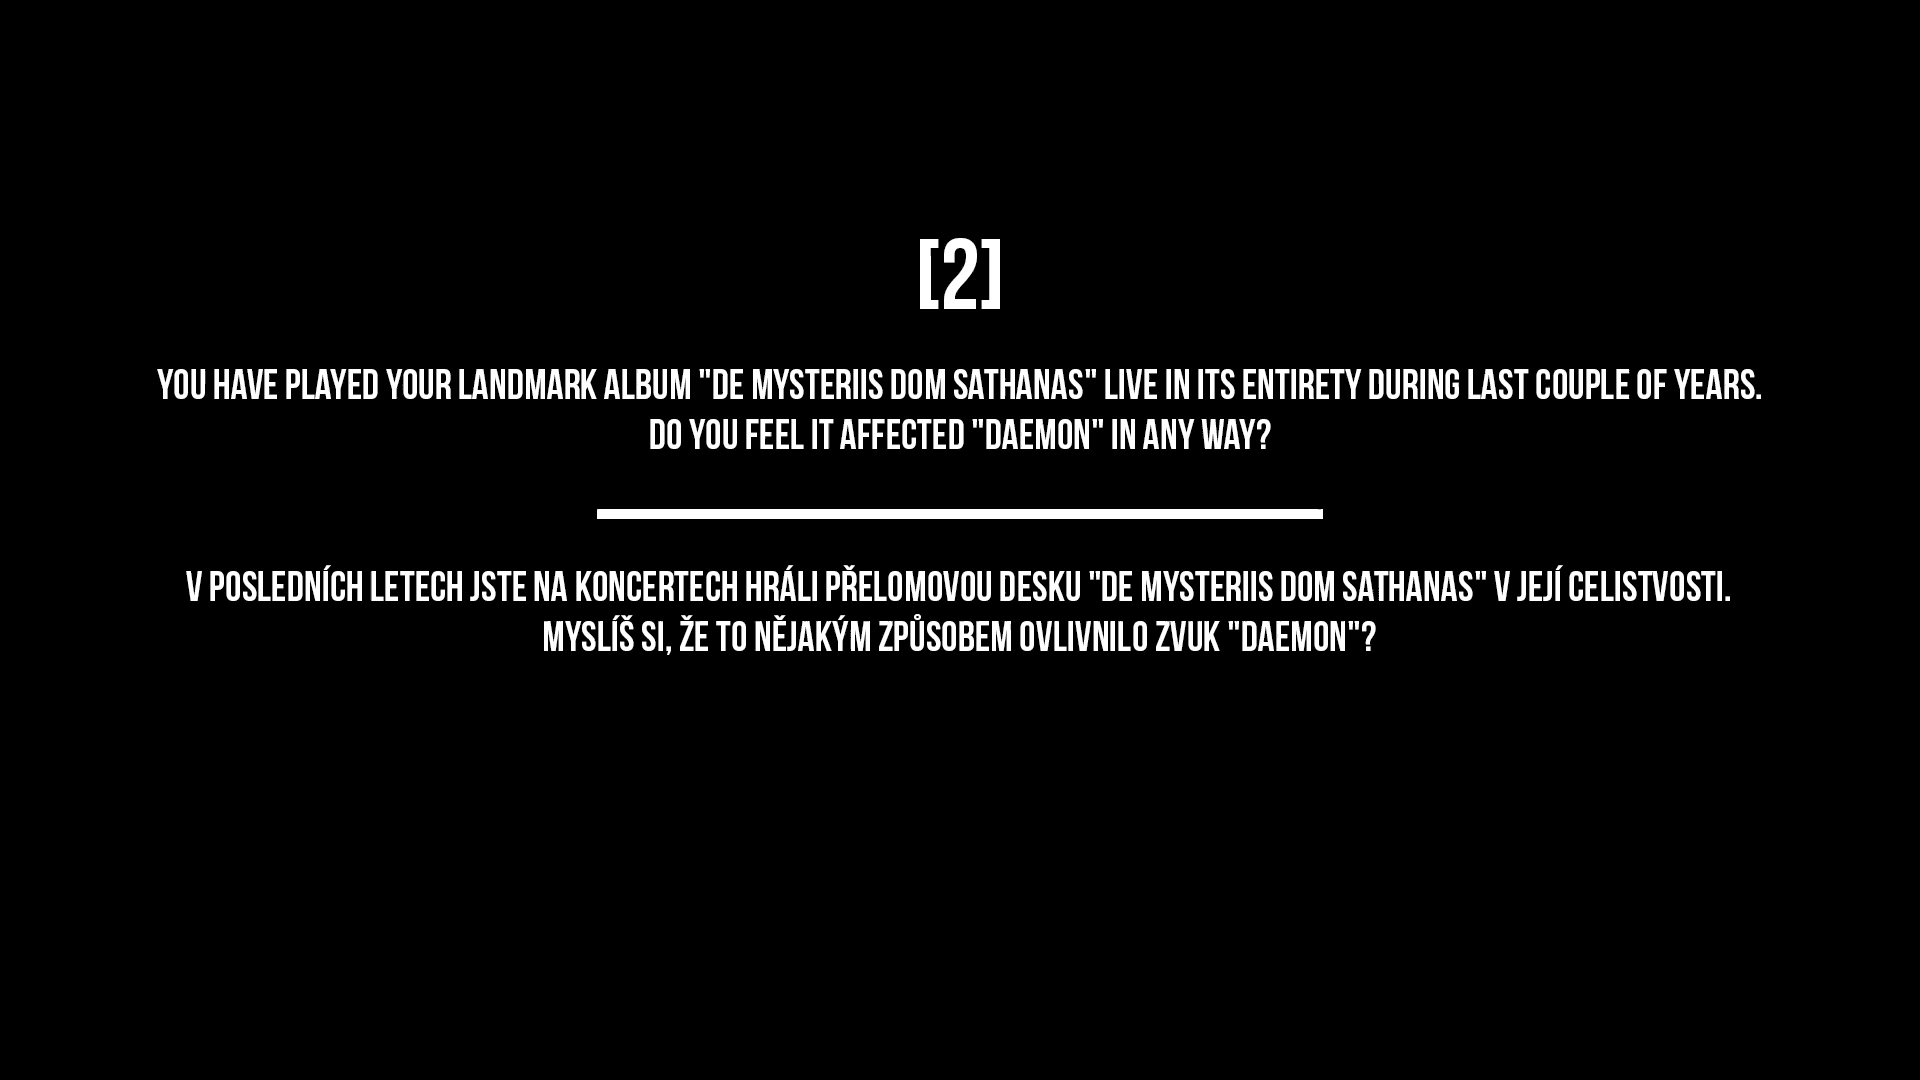 [2]
YOU HAVE PLAYED YOUR LANDMARK ALBUM "DE MYSTERIIS DOM SATHANAS" LIVE IN ITS ENTIRETY DURING LAST COUPLE OF YEARS.
DO YOU FEEL IT AFFECTED "DAEMON" IN ANY WAY?
V POSLEDNÍCH LETECH JSTE NA KONCERTECH HRÁLI PŘELOMOVOU DESKU "DE MYSTERIIS DOM SATHANAS" V JEJÍ CELISTVOSTI.
MYSLÍŠ SI, ŽE TO NĚJAKÝM ZPŮSOBEM OVLIVNILO ZVUK "DAEMON"?